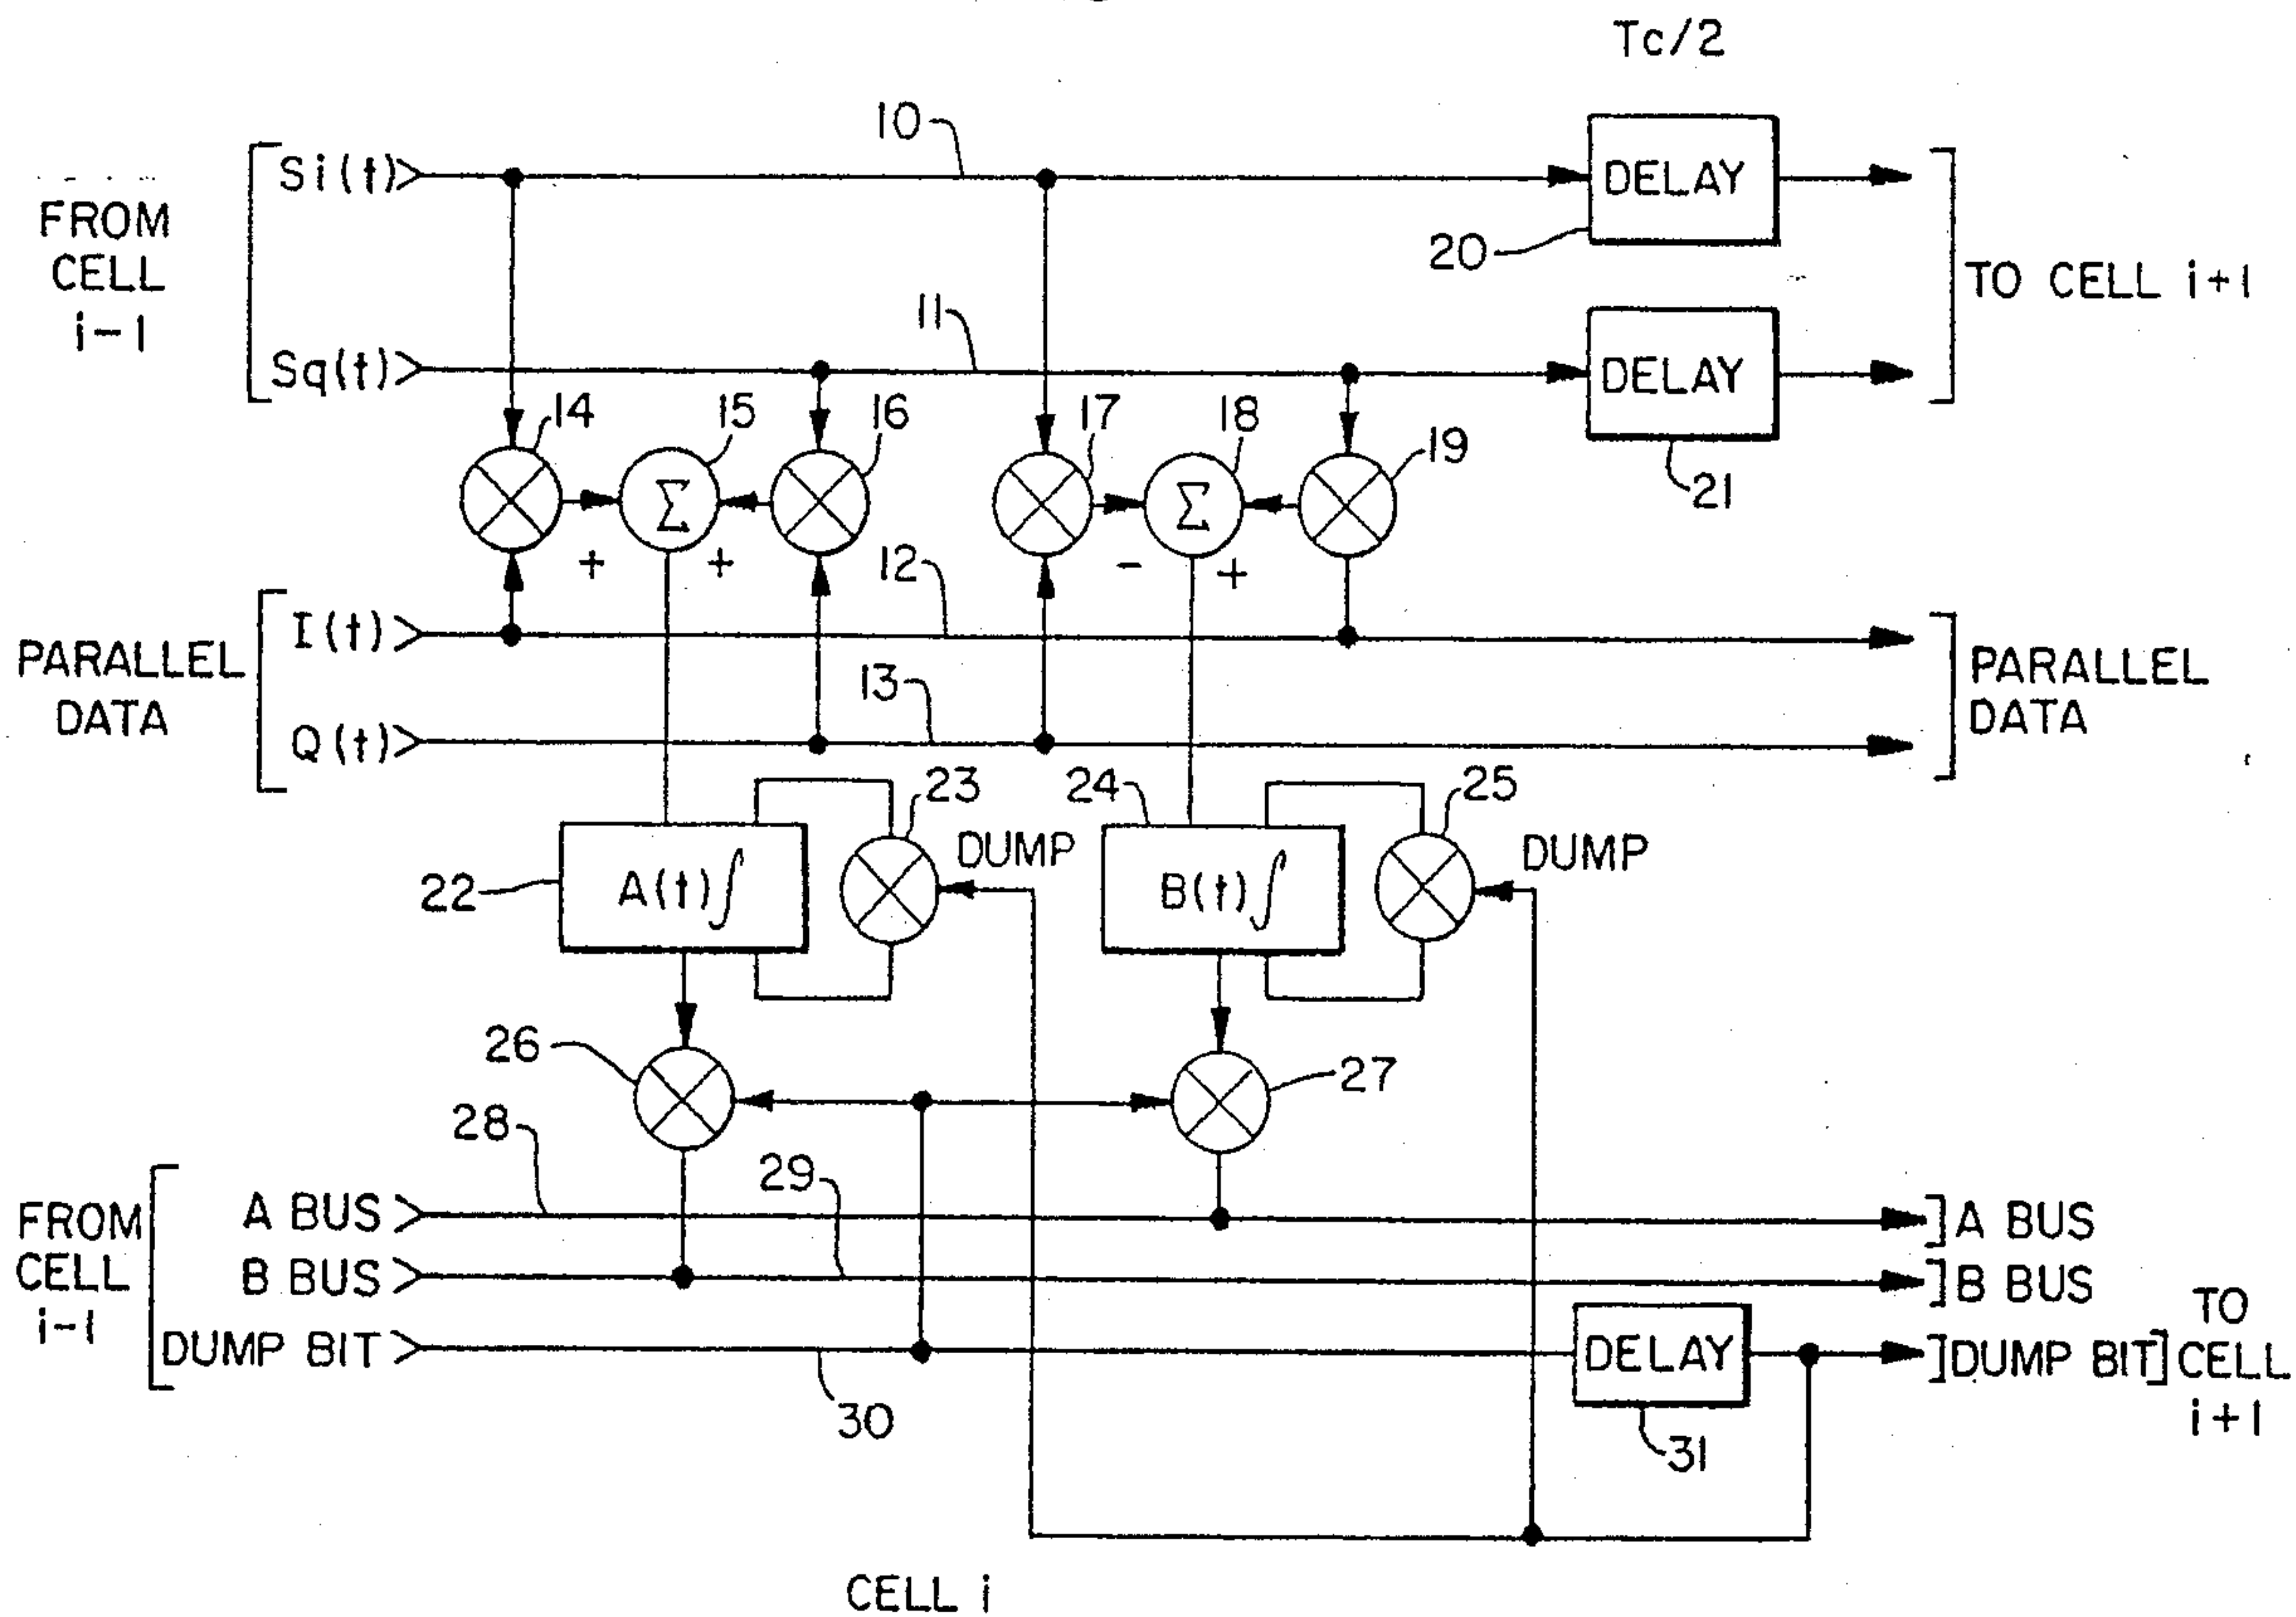 Tc/2
10
Si(t)
DELAY
FROM
CELL
i-1
20
TO CELL i+1
11
Sq(t)
DELAY
14
15
16
17
18
19
21
Σ
Σ
+
+
-
+
12
I(t)
PARALLEL
DATA
13
Q(t)
PARALLEL
DATA
23
24
25
DUMP
DUMP
22
A(t)∫
B(t)∫
26
27
28
29
FROM
CELL
i-1
A BUS
B BUS
DUMP BIT
A BUS
B BUS
DELAY
DUMP BIT
TO
CELL
i+1
30
31
CELL i